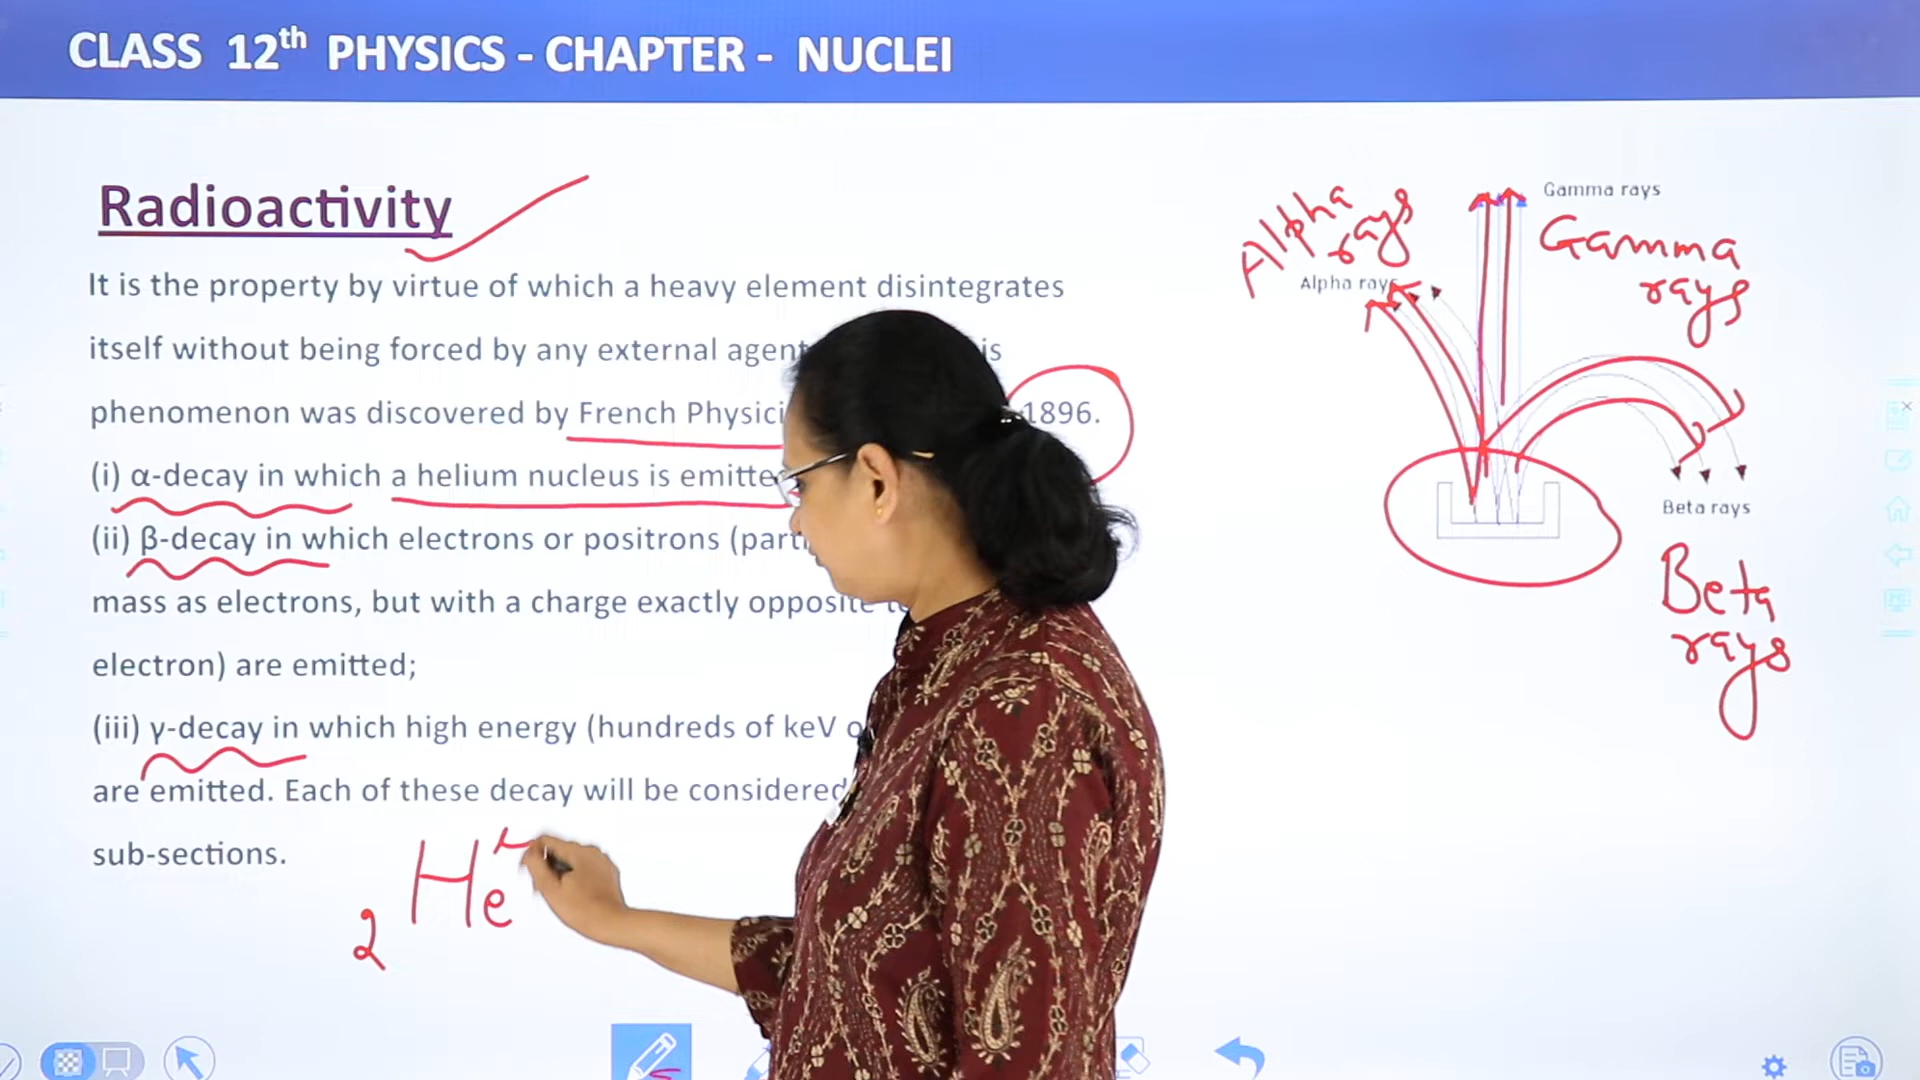 CLASS 12th PHYSICS - CHAPTER - NUCLEI
Radioactivity
It is the property by virtue of which a heavy element disintegrates
itself without being forced by any external agent is
phenomenon was discovered by French 1896.
(i) α-decay in which a helium nucleus is
(ii) β-decay in which electrons or positrons
mass as electrons, but with a charge exactly opposite
electron) are emitted;
(iii) γ-decay in which high energy (hundreds of keV
are emitted. Each of these decay will be considered
sub-sections.
2 He
Gamma rays
Alpha rays
Gamma rays
Alpha rays
Beta rays
Beta rays